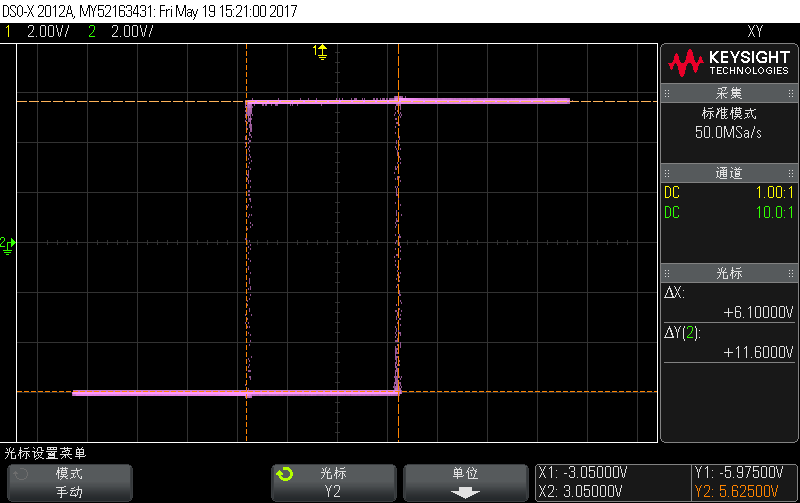 DSO-X 2012A, MY52163431: Fri May 19 15:21:00 2017
1 2.00V/ 2 2.00V/ XY
1
KEYSIGHT
TECHNOLOGIES
采集
标准模式
50.0MSa/s
通道
DC 1.00:1
DC 10.0:1
2
光标
ΔX:
+6.10000V
ΔY(2):
+11.6000V
光标设置菜单
模式
手动
光标
Y2
单位
X1: -3.05000V
X2: 3.05000V
Y1: -5.97500V
Y2: 5.62500V